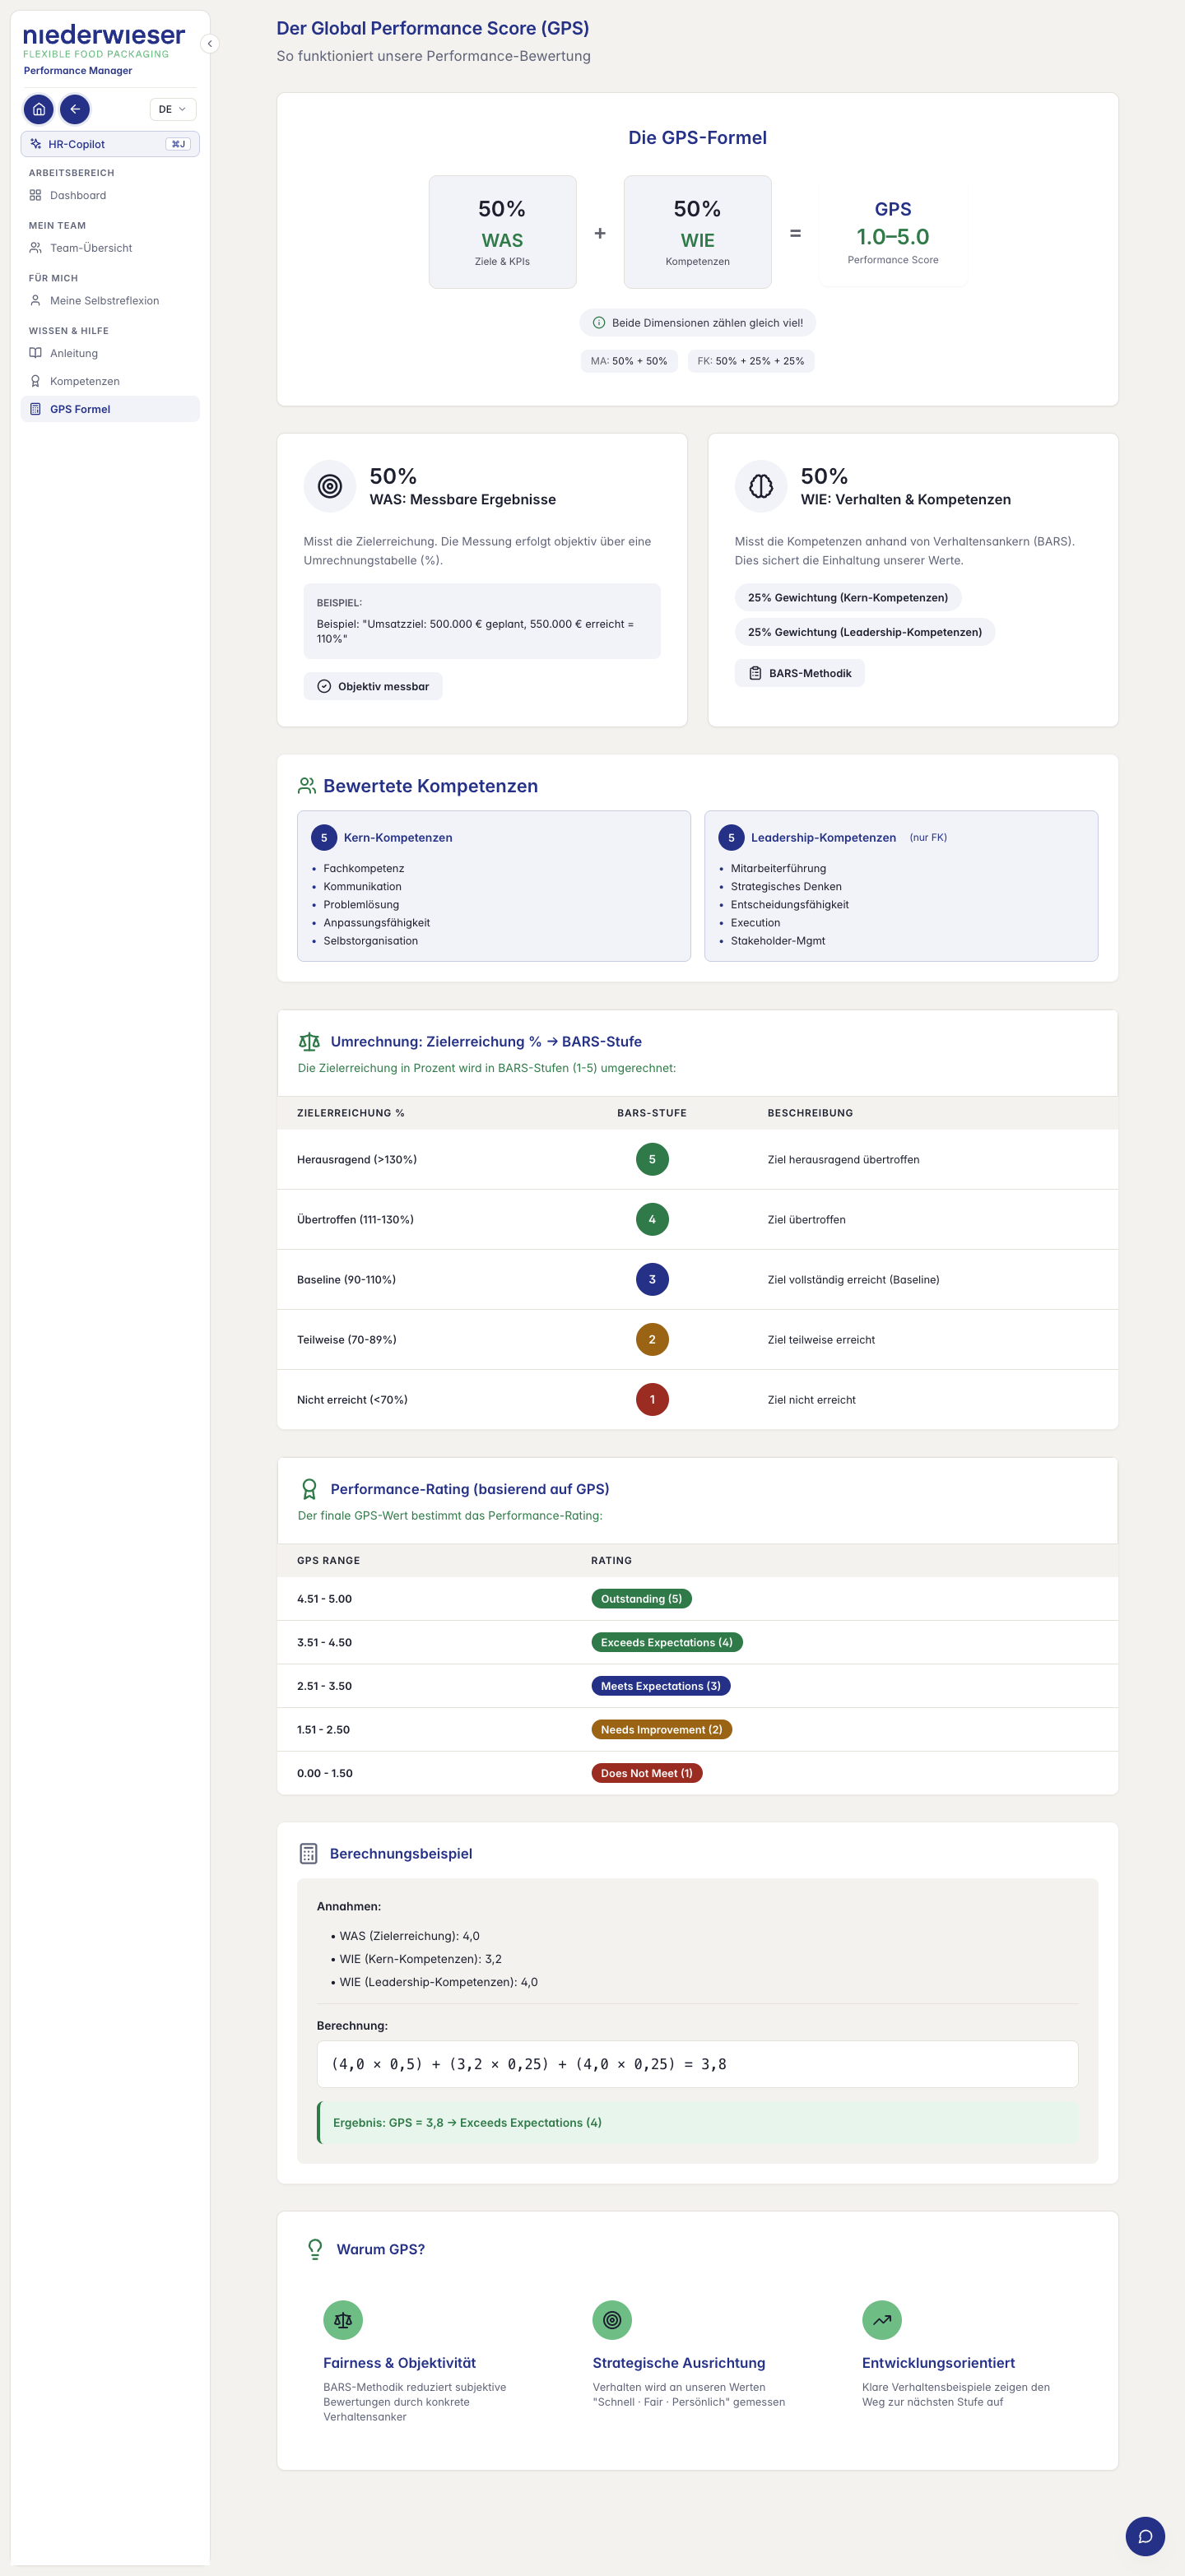 niederwieser
FLEXIBLE FOOD PACKAGING
Performance Manager
DE
HR-Copilot
⌘J
ARBEITSBEREICH
Dashboard
MEIN TEAM
Team-Übersicht
FÜR MICH
Meine Selbstreflexion
WISSEN & HILFE
Anleitung
Kompetenzen
GPS Formel
Der Global Performance Score (GPS)
So funktioniert unsere Performance-Bewertung
Die GPS-Formel
50%
WAS
Ziele & KPIs
+
50%
WIE
Kompetenzen
=
GPS
1.0–5.0
Performance Score
Beide Dimensionen zählen gleich viel!
MA: 50% + 50%
FK: 50% + 25% + 25%
50%
WAS: Messbare Ergebnisse
Misst die Zielerreichung. Die Messung erfolgt objektiv über eine
Umrechnungstabelle (%).
BEISPIEL:
Beispiel: "Umsatzziel: 500.000 € geplant, 550.000 € erreicht =
110%"
Objektiv messbar
50%
WIE: Verhalten & Kompetenzen
Misst die Kompetenzen anhand von Verhaltensankern (BARS).
Dies sichert die Einhaltung unserer Werte.
25% Gewichtung (Kern-Kompetenzen)
25% Gewichtung (Leadership-Kompetenzen)
BARS-Methodik
Bewertete Kompetenzen
5 Kern-Kompetenzen
• Fachkompetenz
• Kommunikation
• Problemlösung
• Anpassungsfähigkeit
• Selbstorganisation
5 Leadership-Kompetenzen (nur FK)
• Mitarbeiterführung
• Strategisches Denken
• Entscheidungsfähigkeit
• Execution
• Stakeholder-Mgmt
Umrechnung: Zielerreichung % → BARS-Stufe
Die Zielerreichung in Prozent wird in BARS-Stufen (1-5) umgerechnet:
ZIELERREICHUNG % BARS-STUFE BESCHREIBUNG
Herausragend (>130%) 5 Ziel herausragend übertroffen
Übertroffen (111-130%) 4 Ziel übertroffen
Baseline (90-110%) 3 Ziel vollständig erreicht (Baseline)
Teilweise (70-89%) 2 Ziel teilweise erreicht
Nicht erreicht (<70%) 1 Ziel nicht erreicht
Performance-Rating (basierend auf GPS)
Der finale GPS-Wert bestimmt das Performance-Rating:
GPS RANGE RATING
4.51 - 5.00 Outstanding (5)
3.51 - 4.50 Exceeds Expectations (4)
2.51 - 3.50 Meets Expectations (3)
1.51 - 2.50 Needs Improvement (2)
0.00 - 1.50 Does Not Meet (1)
Berechnungsbeispiel
Annahmen:
• WAS (Zielerreichung): 4,0
• WIE (Kern-Kompetenzen): 3,2
• WIE (Leadership-Kompetenzen): 4,0
Berechnung:
(4,0 × 0,5) + (3,2 × 0,25) + (4,0 × 0,25) = 3,8
Ergebnis: GPS = 3,8 → Exceeds Expectations (4)
Warum GPS?
Fairness & Objektivität
BARS-Methodik reduziert subjektive
Bewertungen durch konkrete
Verhaltensanker
Strategische Ausrichtung
Verhalten wird an unseren Werten
"Schnell · Fair · Persönlich" gemessen
Entwicklungsorientiert
Klare Verhaltensbeispiele zeigen den
Weg zur nächsten Stufe auf